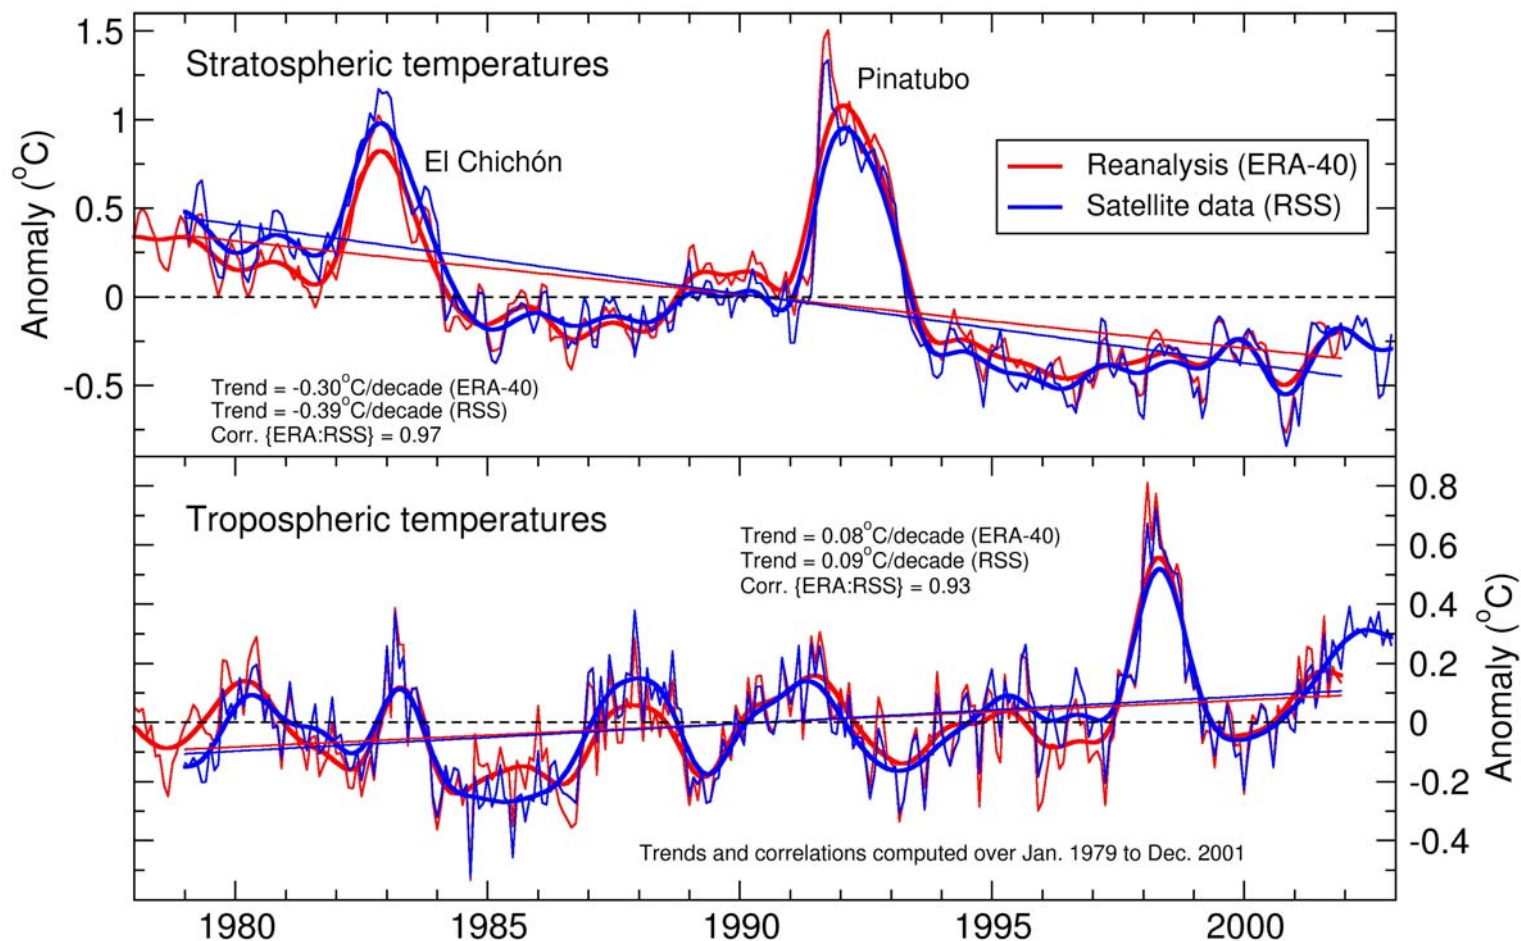 1.5
Stratospheric temperatures
Pinatubo
1
El Chichón
Reanalysis (ERA-40)
Satellite data (RSS)
0.5
0
-0.5
Anomaly (°C)
Trend = -0.30°C/decade (ERA-40)
Trend = -0.39°C/decade (RSS)
Corr. {ERA:RSS} = 0.97
Tropospheric temperatures
Trend = 0.08°C/decade (ERA-40)
Trend = 0.09°C/decade (RSS)
Corr. {ERA:RSS} = 0.93
0.8
0.6
0.4
0.2
0
-0.2
-0.4
Anomaly (°C)
Trends and correlations computed over Jan. 1979 to Dec. 2001
1980 1985 1990 1995 2000